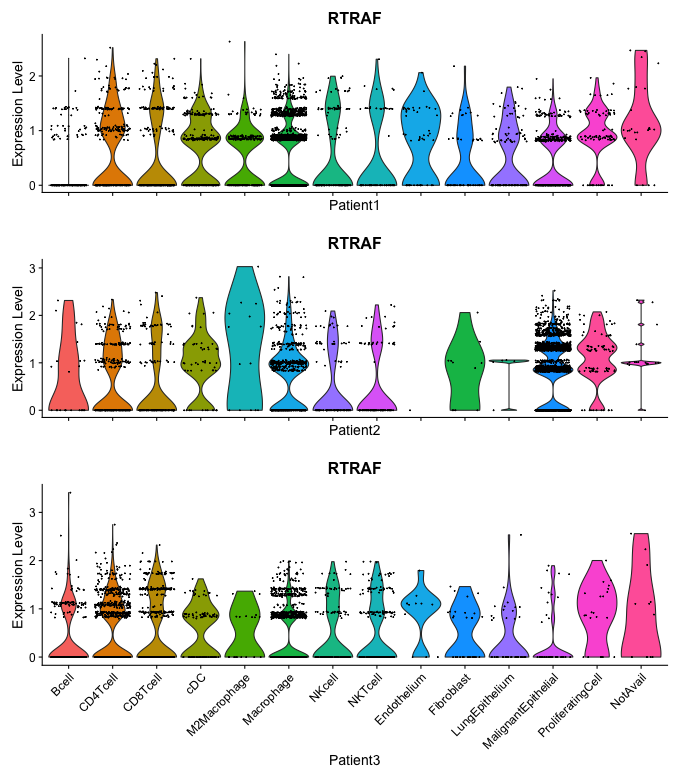 RTRAF
Expression Level
2
1
0
Patient1
RTRAF
Expression Level
3
2
1
0
Patient2
RTRAF
Expression Level
3
2
1
0
Bcell
CD4Tcell
CD8Tcell
cDC
M2Macrophage
Macrophage
NKcell
NKTcell
Endothelium
Fibroblast
LungEpithelium
MalignantEpithelial
ProliferatingCell
NotAvail
Patient3